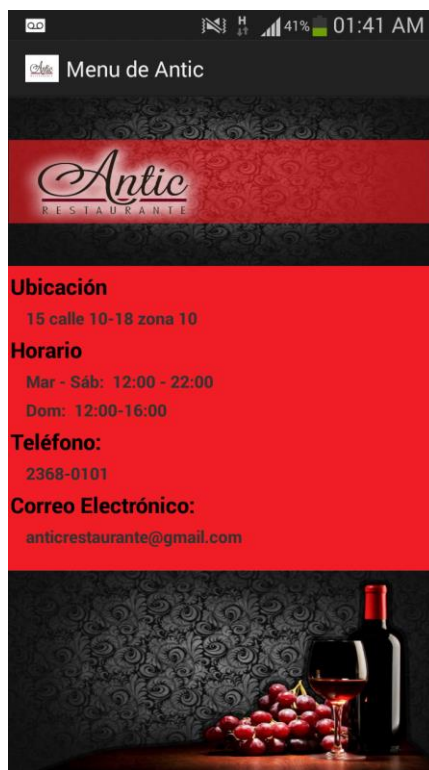 41% 01:41 AM
Menu de Antic
Antic
RESTAURANTE
Ubicación
15 calle 10-18 zona 10
Horario
Mar - Sáb: 12:00 - 22:00
Dom: 12:00-16:00
Teléfono:
2368-0101
Correo Electrónico:
anticrestaurante@gmail.com